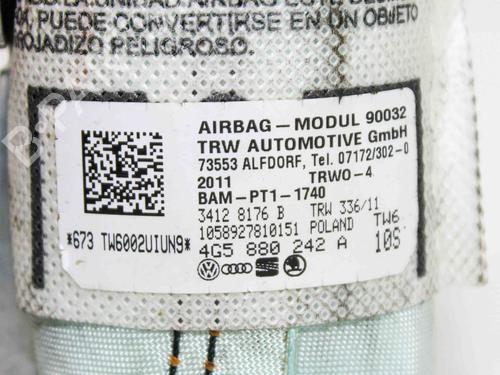 PUEDE CONVERTIRSE EN UN OBJETO
PELIGROSO.
AIRBAG-MODUL 90032
TRW AUTOMOTIVE GmbH
73553 ALFDORF, Tel. 07172/302-0
2011 TRWO-4
BAM-PT1-1740
3412 8176 B TRW 336/11
1058927810151 POLAND TW6
*673 TW6002UIUN9* 4G5 880 242 A 10S